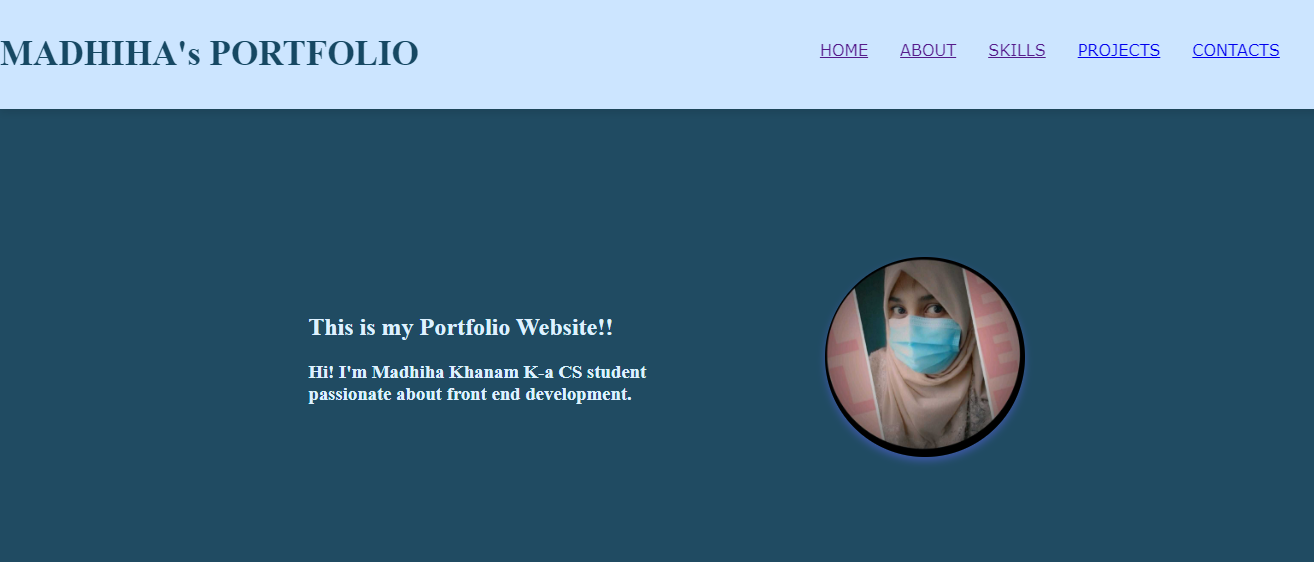 MADHIHA's PORTFOLIO
HOME ABOUT SKILLS PROJECTS CONTACTS
This is my Portfolio Website!!
Hi! I'm Madhiha Khanam K-a CS student
passionate about front end development.